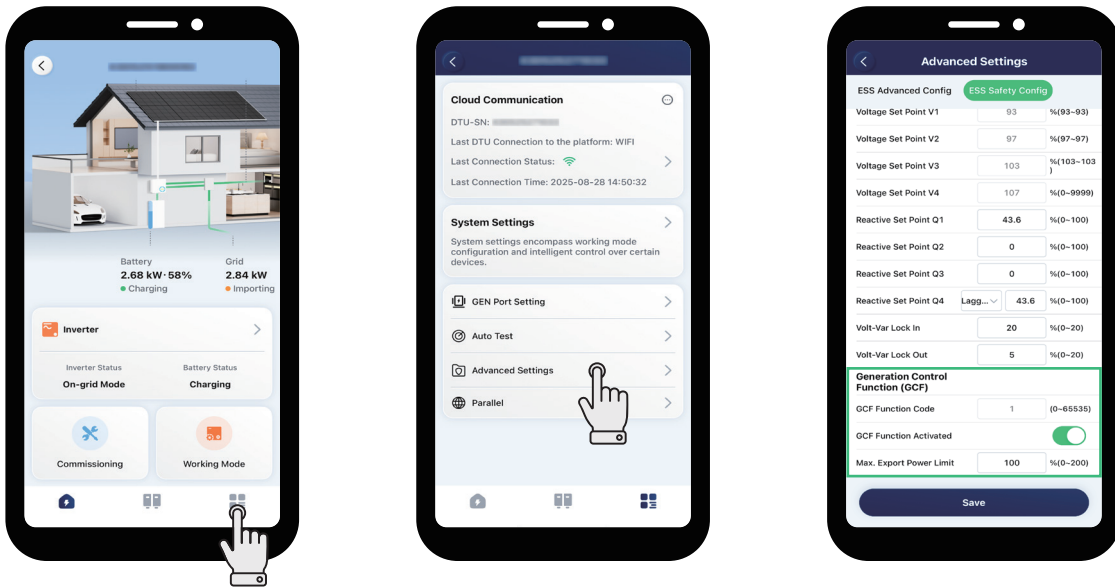 Battery
2.68 kW·58%
Charging
Grid
2.84 kW
Importing
Inverter
Inverter Status
On-grid Mode
Battery Status
Charging
Commissioning
Working Mode
Cloud Communication
DTU-SN:
Last DTU Connection to the platform: WIFI
Last Connection Status:
Last Connection Time: 2025-08-28 14:50:32
System Settings
System settings encompass working mode
configuration and intelligent control over certain
devices.
GEN Port Setting
Auto Test
Advanced Settings
Parallel
Advanced Settings
ESS Advanced Config ESS Safety Config
Voltage Set Point V1 93 %(93~93)
Voltage Set Point V2 97 %(97~97)
Voltage Set Point V3 103 %(103~103
)
Voltage Set Point V4 107 %(0~9999)
Reactive Set Point Q1 43.6 %(0~100)
Reactive Set Point Q2 0 %(0~100)
Reactive Set Point Q3 0 %(0~100)
Reactive Set Point Q4 Lagg... 43.6 %(0~100)
Volt-Var Lock In 20 %(0~20)
Volt-Var Lock Out 5 %(0~20)
Generation Control
Function (GCF)
GCF Function Code 1 (0~65535)
GCF Function Activated
Max. Export Power Limit 100 %(0~200)
Save